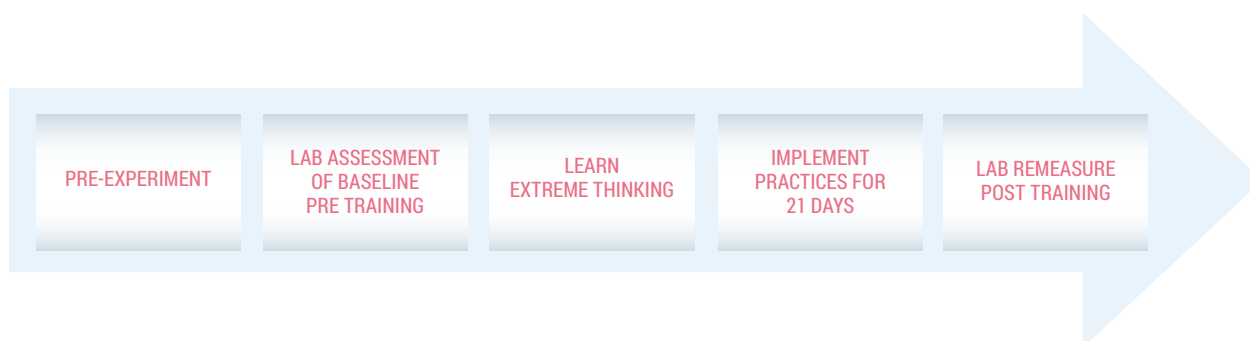 PRE-EXPERIMENT
LAB ASSESSMENT
OF BASELINE
PRE TRAINING
LEARN
EXTREME THINKING
IMPLEMENT
PRACTICES FOR
21 DAYS
LAB REMEASURE
POST TRAINING